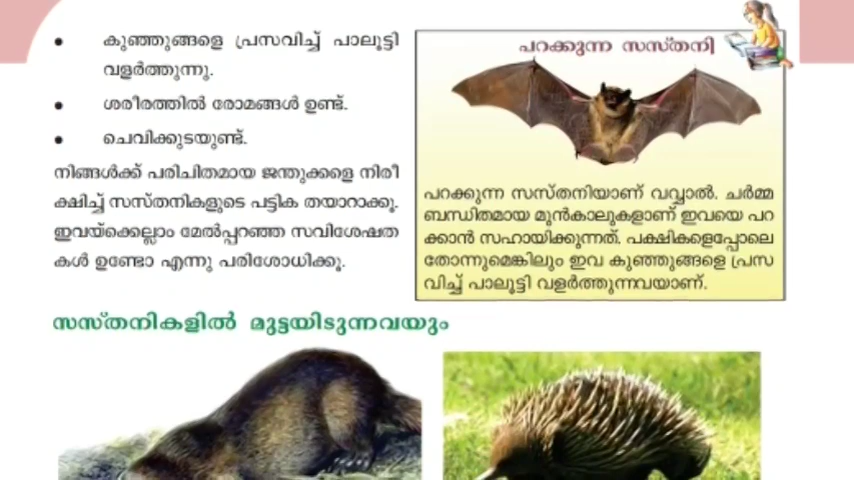 • കുഞ്ഞുങ്ങളെ പ്രസവിച്ച് പാലൂട്ടി
വളർത്തുന്നു.
• ശരീരത്തിൽ രോമങ്ങൾ ഉണ്ട്.
• ചെവിക്കുടയുണ്ട്.
നിങ്ങൾക്ക് പരിചിതമായ ജന്തുക്കളെ നിരീ
ക്ഷിച്ച് സസ്തനികളുടെ പട്ടിക തയാറാക്കൂ.
ഇവയ്ക്കെല്ലാം മേൽപ്പറഞ്ഞ സവിശേഷത
കൾ ഉണ്ടോ എന്നു പരിശോധിക്കൂ.
പറക്കുന്ന സസ്തനി
പറക്കുന്ന സസ്തനിയാണ് വവ്വാൽ. ചർമ്മ
ബന്ധിതമായ മുൻകാലുകളാണ് ഇവയെ പറ
ക്കാൻ സഹായിക്കുന്നത്. പക്ഷികളെപ്പോലെ
തോന്നുമെങ്കിലും ഇവ കുഞ്ഞുങ്ങളെ പ്രസ
വിച്ച് പാലൂട്ടി വളർത്തുന്നവയാണ്.
സസ്തനികളിൽ മുട്ടയിടുന്നവയും